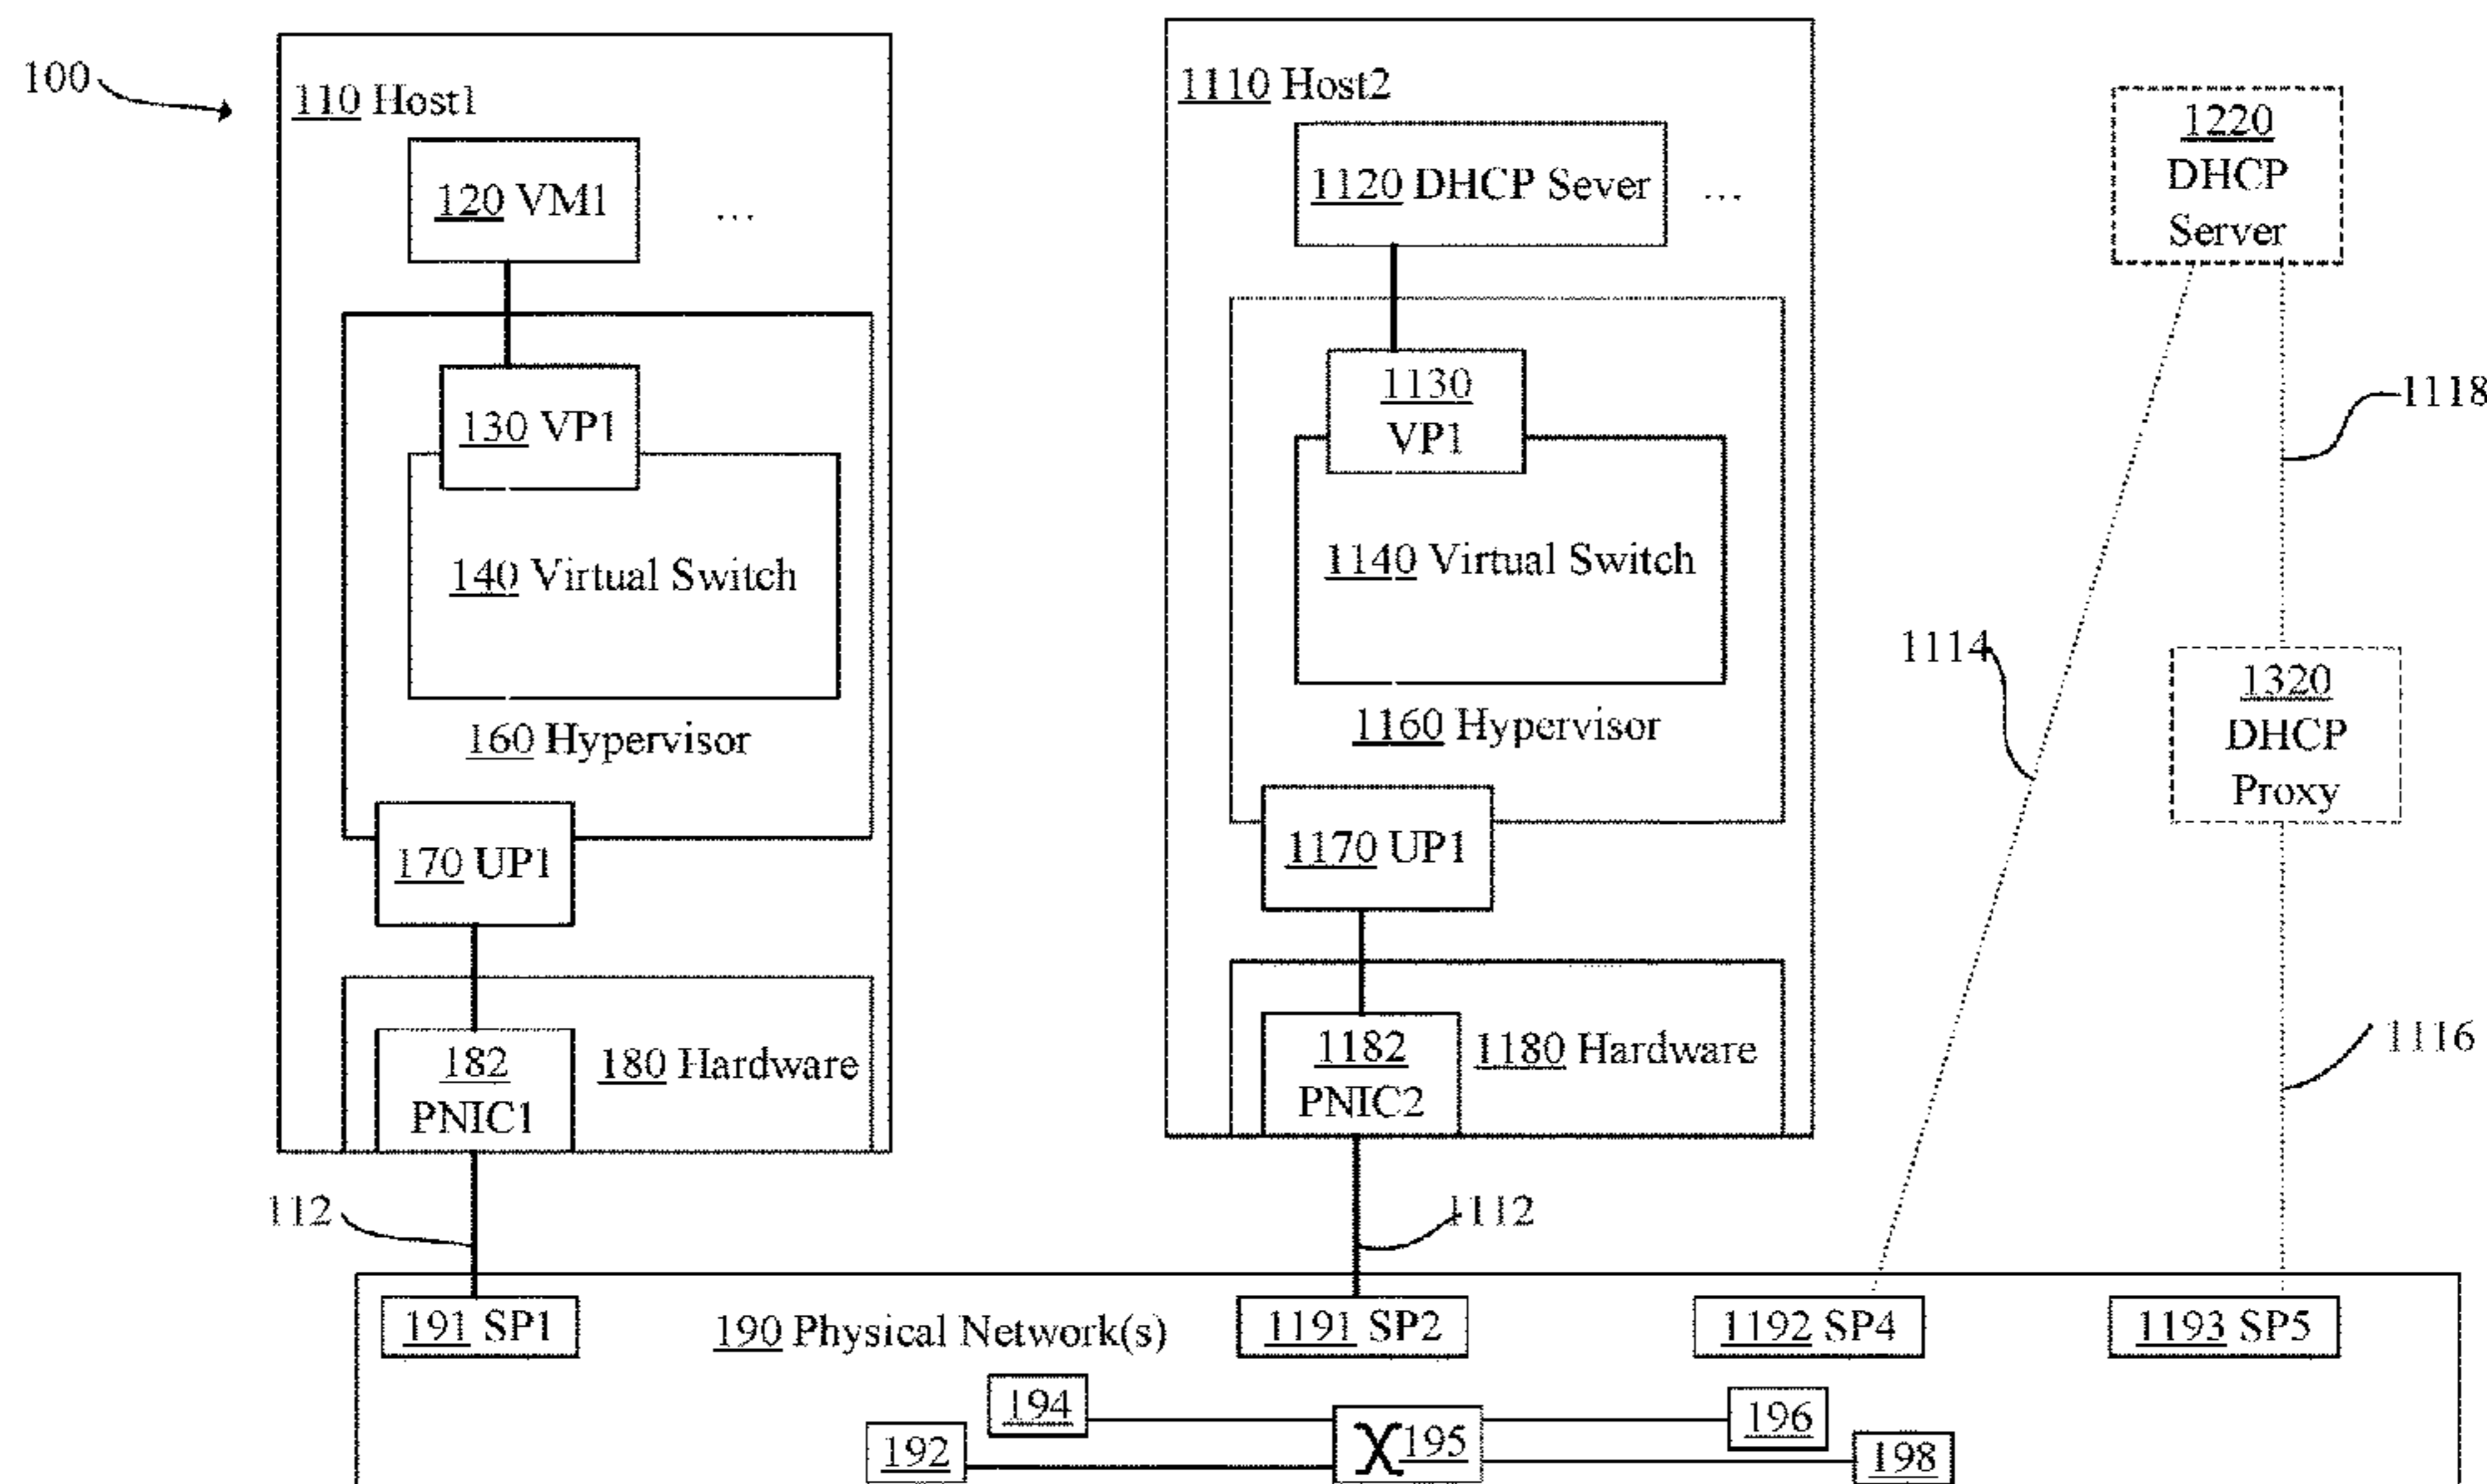 100
110 Host1
120 VM1
...
130 VP1
140 Virtual Switch
160 Hypervisor
170 UP1
182
PNIC1
180 Hardware
112
1110 Host2
1120 DHCP Sever
...
1130
VP1
1140 Virtual Switch
1160 Hypervisor
1170 UP1
1182
PNIC2
1180 Hardware
1112
1220
DHCP
Server
1118
1114
1320
DHCP
Proxy
1116
191 SP1
190 Physical Network(s)
1191 SP2
1192 SP4
1193 SP5
194
192
195
196
198